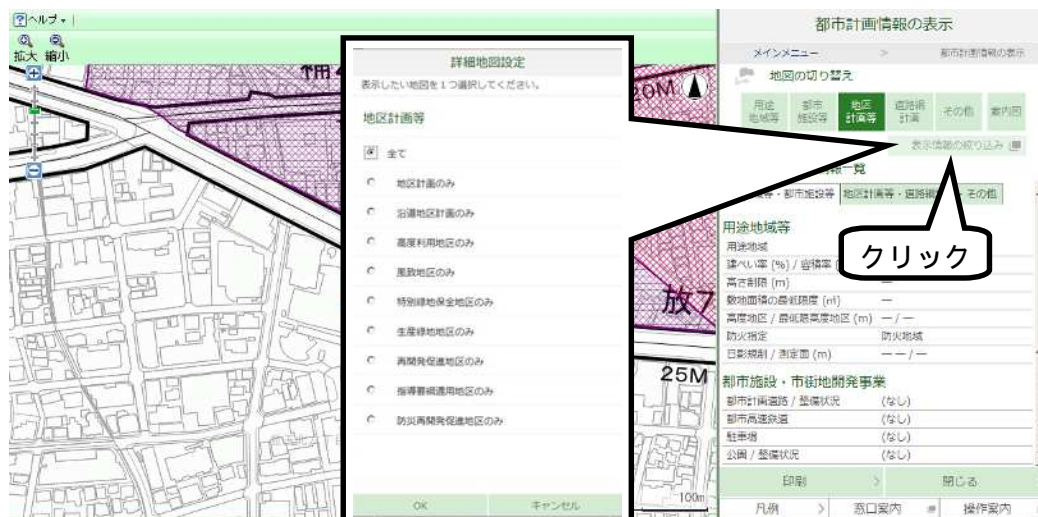 ヘルプ
拡大 縮小
20M
放7
25M
100m
詳細地図設定
表示したい地図を1つ選択してください。
地区計画等
全て
地区計画のみ
沿道地区計画のみ
高度利用地区のみ
風致地区のみ
特別緑地保全地区のみ
生産緑地地区のみ
再開発促進地区のみ
指導要綱適用地区のみ
防災再開発促進地区のみ
OK キャンセル
都市計画情報の表示
メインメニュー > 都市計画情報の表示
地図の切り替え
用途地域等 都市施設等 地区計画等 道路網計画 その他 案内図
表示情報の絞り込み
クリック
用途地域等
用途地域
建ぺい率 (%) / 容積率
高さ制限 (m) ―
敷地面積の最低限度 (㎡) ―
高度地区 / 最低限高度地区 (m) ― / ―
防火指定 防火地域
日影規制 / 測定面 (m) ― ― / ―
都市施設・市街地開発事業
都市計画道路 / 整備状況 (なし)
都市高速鉄道 (なし)
駐車場 (なし)
公園 / 整備状況 (なし)
印刷 > 閉じる
凡例 > 窓口案内 操作案内